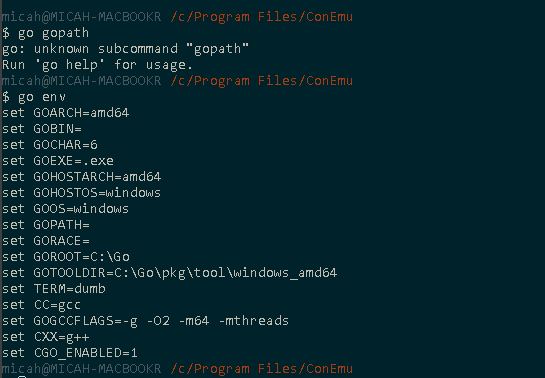 micah@MICAH-MACBOOKR /c/Program Files/ConEmu
$ go gopath
go: unknown subcommand "gopath"
Run 'go help' for usage.
micah@MICAH-MACBOOKR /c/Program Files/ConEmu
$ go env
set GOARCH=amd64
set GOBIN=
set GOCHAR=6
set GOEXE=.exe
set GOHOSTARCH=amd64
set GOHOSTOS=windows
set GOOS=windows
set GOPATH=
set GORACE=
set GOROOT=C:\Go
set GOTOOLDIR=C:\Go\pkg\tool\windows_amd64
set TERM=dumb
set CC=gcc
set GOGCCFLAGS=-g -O2 -m64 -mthreads
set CXX=g++
set CGO_ENABLED=1
micah@MICAH-MACBOOKR /c/Program Files/ConEmu